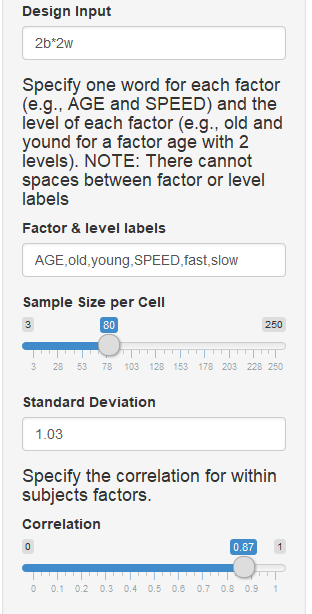 Design Input
2b*2w
Specify one word for each factor
(e.g., AGE and SPEED) and the
level of each factor (e.g., old and
yound for a factor age with 2
levels). NOTE: There cannot
spaces between factor or level
labels
Factor & level labels
AGE,old,young,SPEED,fast,slow
Sample Size per Cell
3 80 250
3 28 53 78 103 128 153 178 203 228 250
Standard Deviation
1.03
Specify the correlation for within
subjects factors.
Correlation
0 0.87 1
0 0.1 0.2 0.3 0.4 0.5 0.6 0.7 0.8 0.9 1